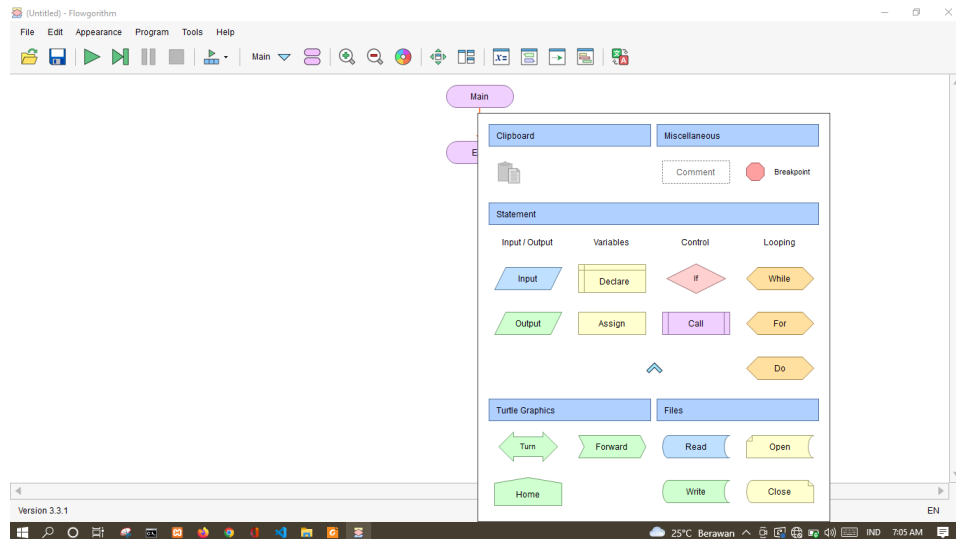 (Untitled) - Flowgorithm
File Edit Appearance Program Tools Help
Main
Main
Clipboard Miscellaneous
Comment Breakpoint
Statement
Input / Output Variables Control Looping
Input Declare If While
Output Assign Call For
Do
Turtle Graphics Files
Turn Forward Read Open
Home Write Close
Version 3.3.1 EN
25°C Berawan IND 7:05 AM